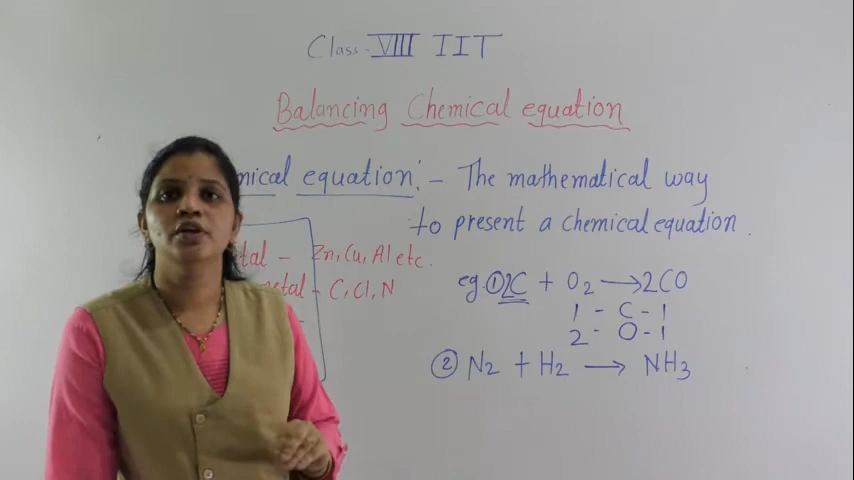 Class - VIII IIT
Balancing Chemical equation
mical equation :- The mathematical way
to present a chemical equation.
etal - Zn, Cu, Al etc.
etal - C, Cl, N
eg. ① 2C + O2 → 2CO
1 - C - 1
2 - O - 1
② N2 + H2 → NH3